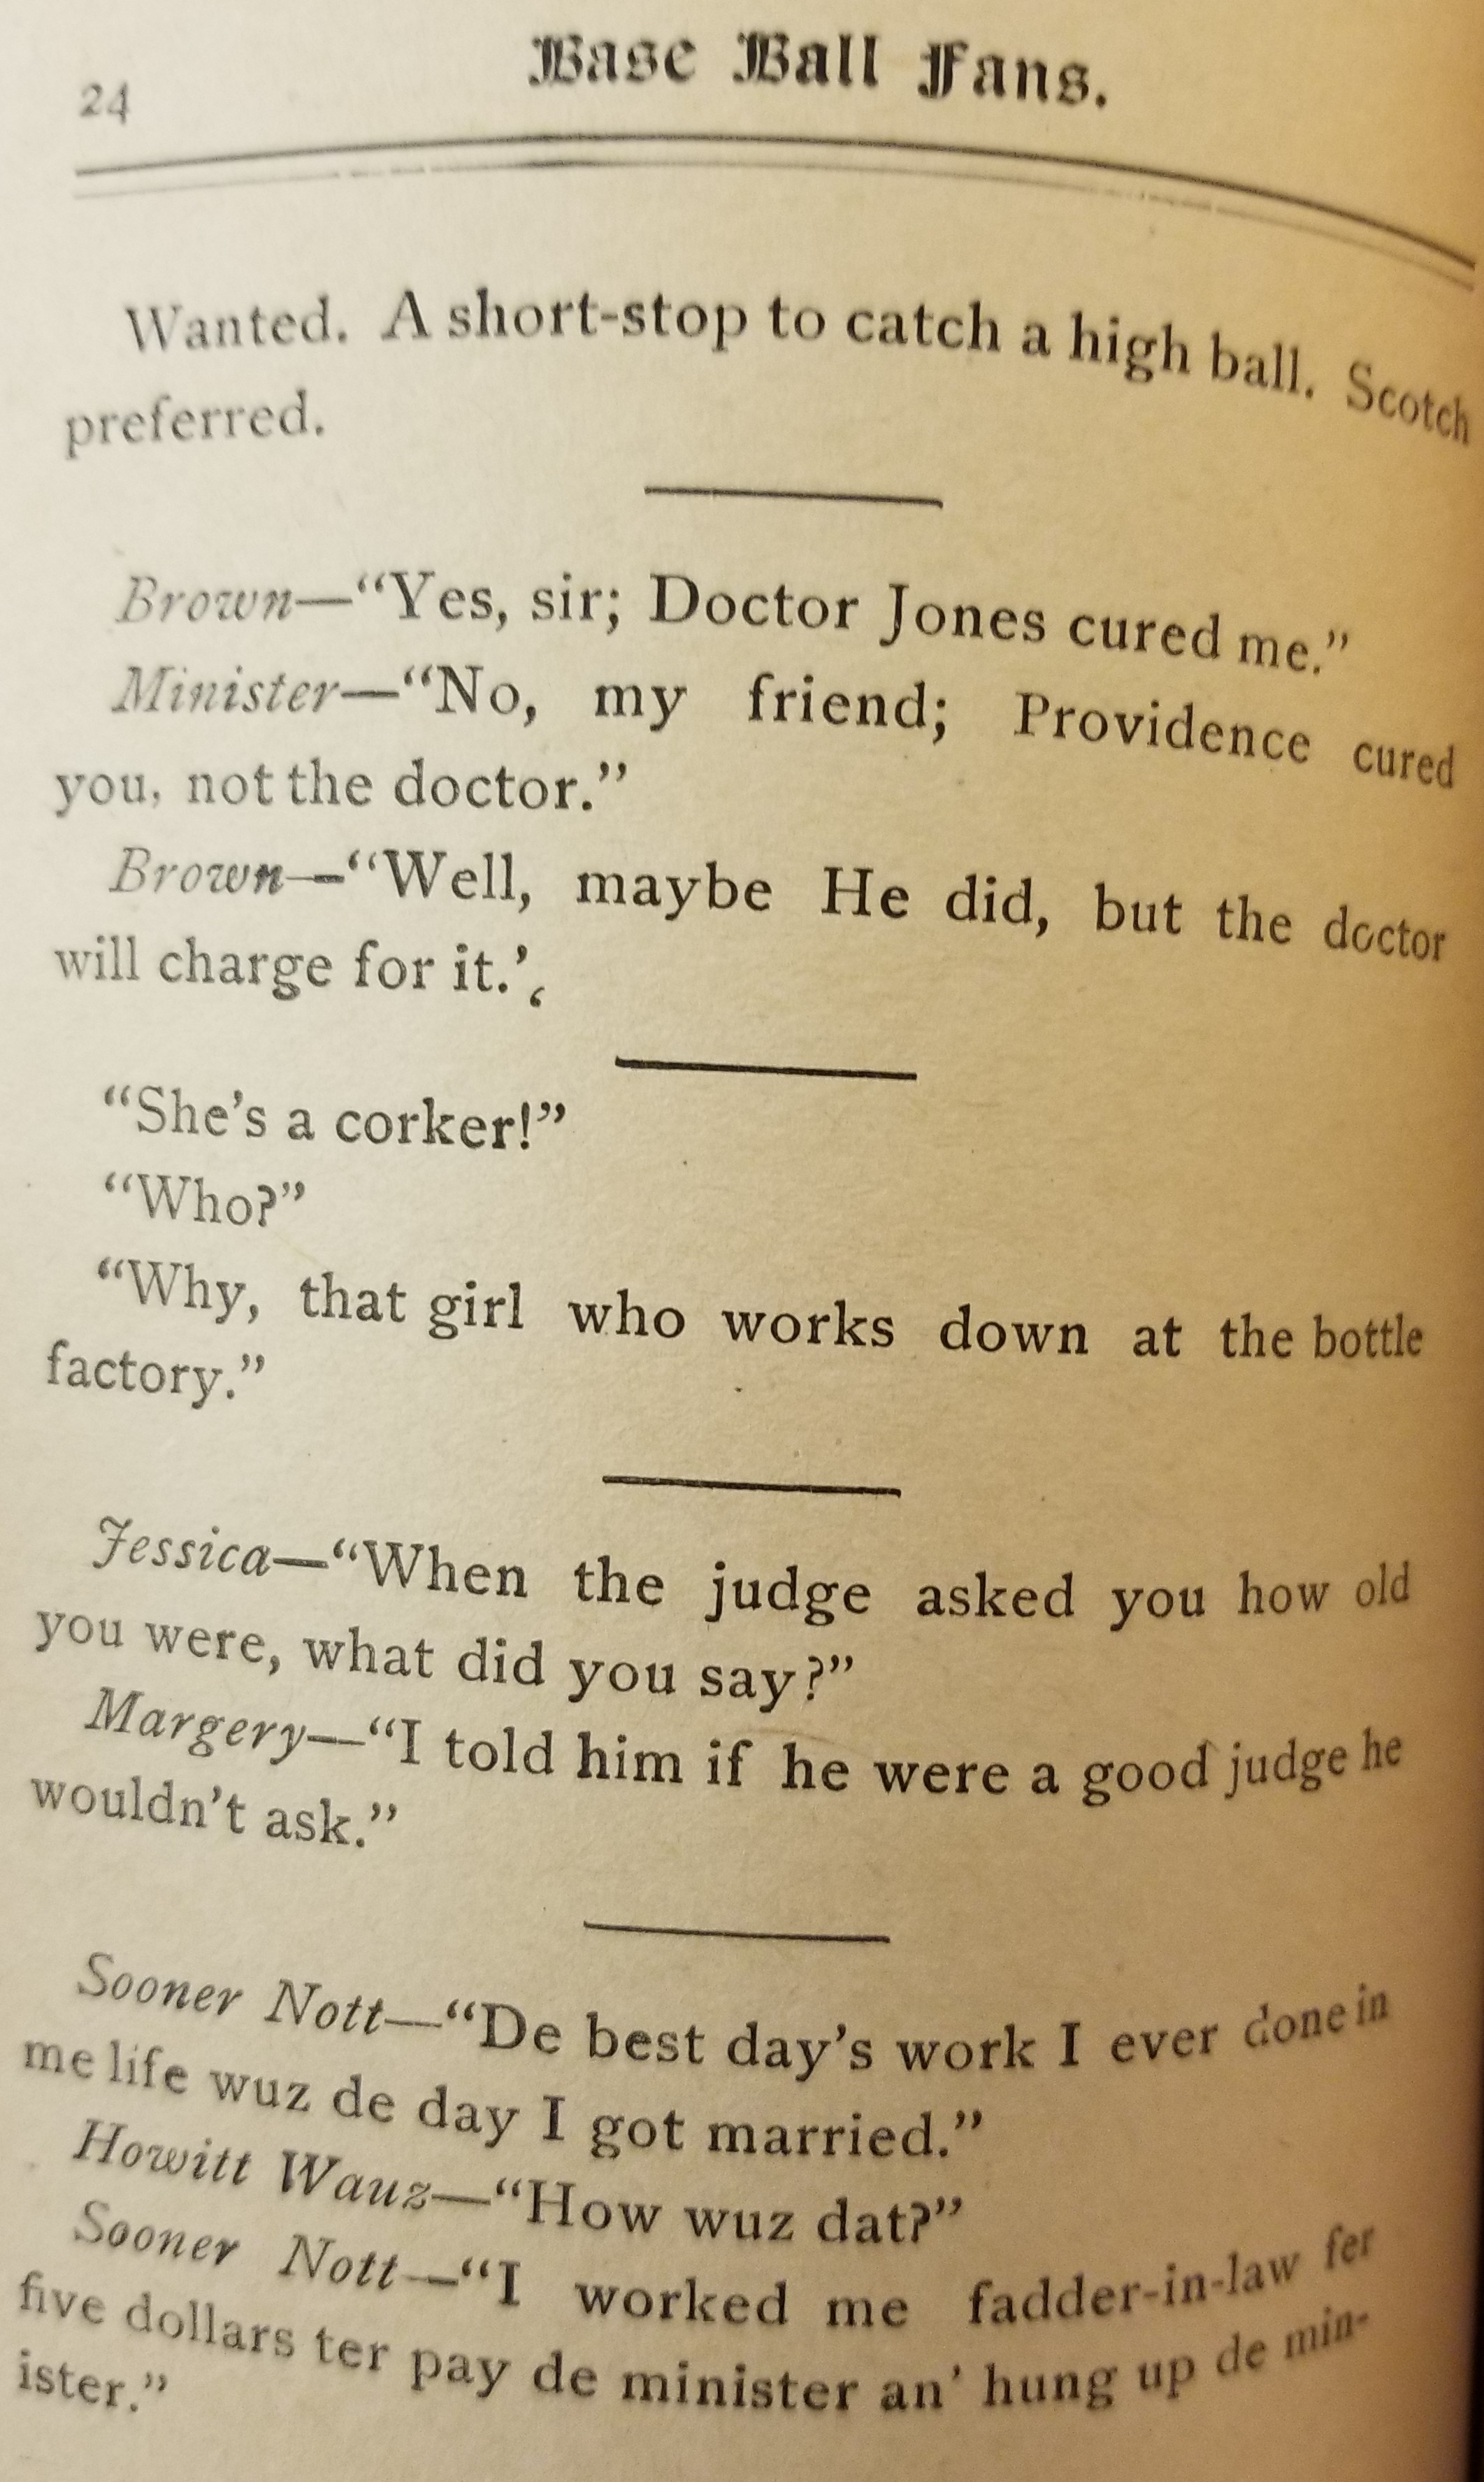 24
Base Ball Fans.
Wanted. A short-stop to catch a high ball. Scotch
preferred.
Brown—“Yes, sir; Doctor Jones cured me.”
Minister—“No, my friend; Providence cured
you, not the doctor.”
Brown—“Well, maybe He did, but the doctor
will charge for it.’,
“She’s a corker!”
“Who?”
“Why, that girl who works down at the bottle
factory.”
Jessica—“When the judge asked you how old
you were, what did you say?”
Margery—“I told him if he were a good judge he
wouldn’t ask.”
Sooner Nott—“De best day’s work I ever done in
me life wuz de day I got married.”
Howitt Wauz—“How wuz dat?”
Sooner Nott—“I worked me fadder-in-law fer
five dollars ter pay de minister an’ hung up de min-
ister.”